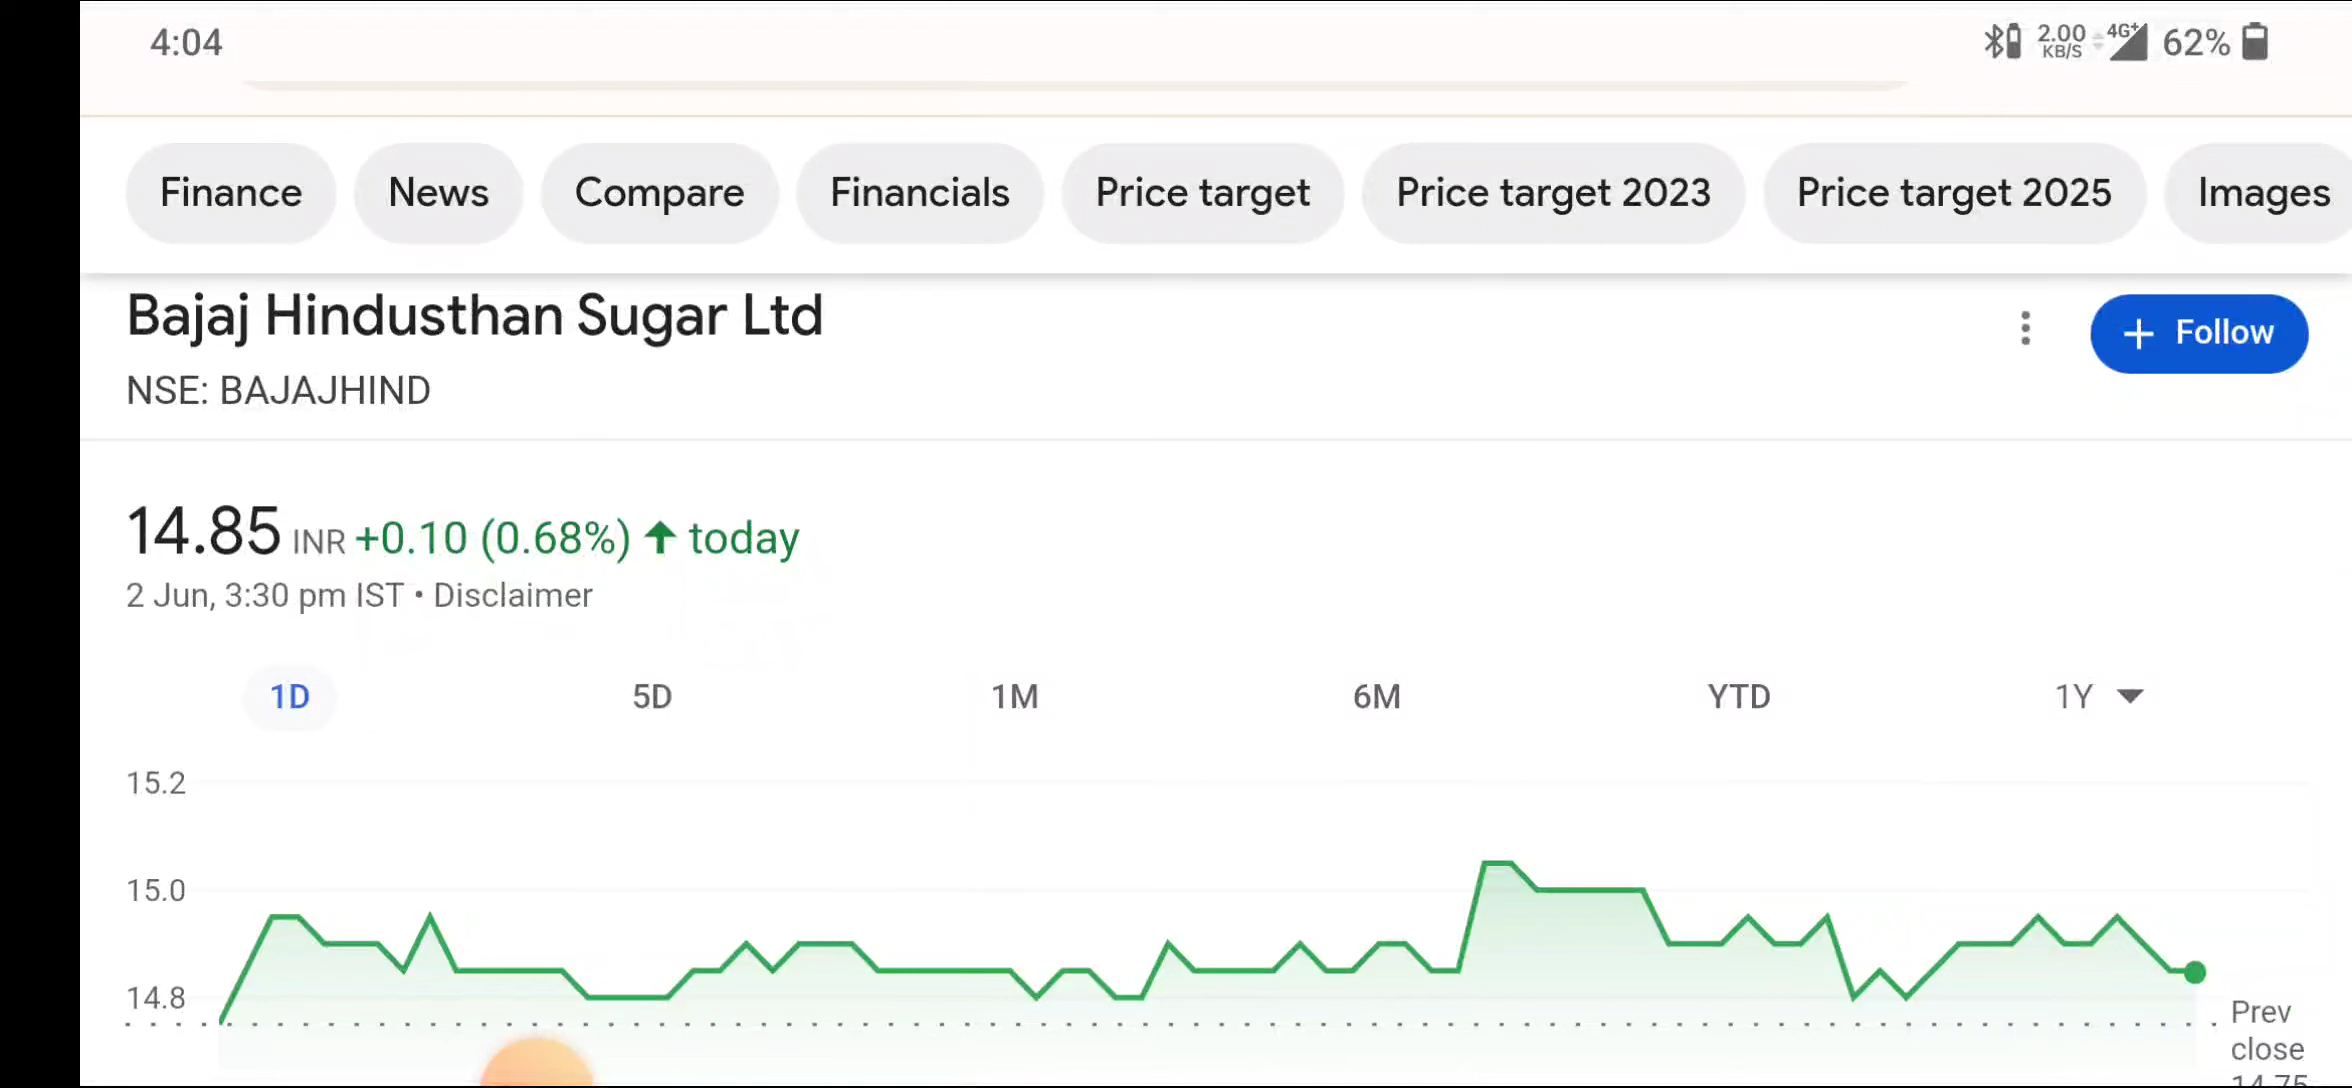 4:04
2.00 KB/S 4G+ 62%
Finance News Compare Financials Price target Price target 2023 Price target 2025 Images
Bajaj Hindusthan Sugar Ltd
+ Follow
NSE: BAJAJHIND
14.85 INR +0.10 (0.68%) ↑ today
2 Jun, 3:30 pm IST • Disclaimer
1D 5D 1M 6M YTD 1Y
15.2
15.0
14.8
Prev
close
14.75